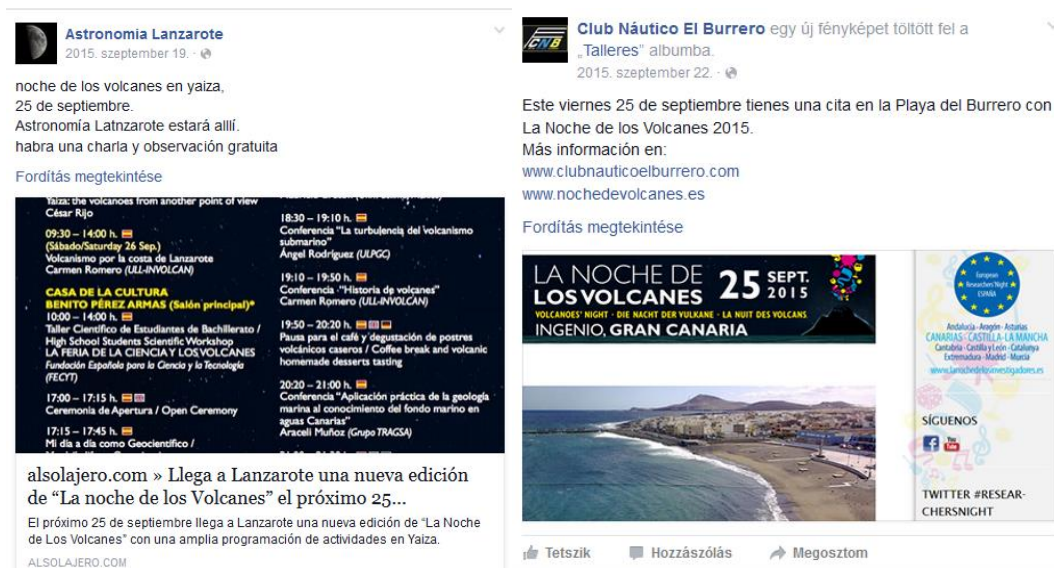 Astronomia Lanzarote
2015. szeptember 19. ·
noche de los volcanes en yaiza,
25 de septiembre.
Astronomía Latnzarote estará alllí.
habra una charla y observación gratuita
Fordítás megtekintése
Yaiza: the volcanoes from another point of view
César Rijo
09:30 – 14:00 h.
(Sábado/Saturday 26 Sep.)
Volcanismo por la costa de Lanzarote
Carmen Romero (ULL-INVOLCAN)
CASA DE LA CULTURA
BENITO PÉREZ ARMAS (Salón principal)*
10:00 – 14:00 h.
Taller Científico de Estudiantes de Bachillerato /
High School Students Scientific Workshop
LA FERIA DE LA CIENCIA Y LOS VOLCANES
Fundación Española para la Ciencia y la Tecnología
(FECYT)
17:00 – 17:15 h.
Ceremonia de Apertura / Open Ceremony
17:15 – 17:45 h.
Mi día a día como Geocientífico /
18:30 – 19:10 h.
Conferencia "La turbulencia del volcanismo
submarino"
Ángel Rodríguez (ULPGC)
19:10 – 19:50 h.
Conferencia "Historia de volcanes"
Carmen Romero (ULL-INVOLCAN)
19:50 – 20:20 h.
Pausa para el café y degustación de postres
volcánicos caseros / Coffee break and volcanic
homemade desserts tasting
20:20 – 21:00 h.
Conferencia "Aplicación práctica de la geología
marina al conocimiento del fondo marino en
aguas Canarias"
Araceli Muñoz (Grupo TRAGSA)
alsolajero.com » Llega a Lanzarote una nueva edición
de “La noche de los Volcanes” el próximo 25...
El próximo 25 de septiembre llega a Lanzarote una nueva edición de “La Noche
de Los Volcanes” con una amplia programación de actividades en Yaiza.
ALSOLAJERO.COM
CNB
Club Náutico El Burrero egy új fényképet töltött fel a
„Talleres” albumba.
2015. szeptember 22. ·
Este viernes 25 de septiembre tienes una cita en la Playa del Burrero con
La Noche de los Volcanes 2015.
Más información en:
www.clubnauticoelburrero.com
www.nochedevolcanes.es
Fordítás megtekintése
LA NOCHE DE
LOS VOLCANES
25 SEPT.
2015
VOLCANOES' NIGHT · DIE NACHT DER VULKANE · LA NUIT DES VOLCANS
INGENIO, GRAN CANARIA
European
Researchers' Night
ESPAÑA
Andalucía - Aragón - Asturias
CANARIAS - CASTILLA-LA MANCHA
Cantabria - Castilla y León - Catalunya
Extremadura - Madrid - Murcia
www.lanochedelosinvestigadores.es
SÍGUENOS
f
You
Tube
TWITTER #RESEAR-
CHERSNIGHT
Tetszik
Hozzászólás
Megosztom